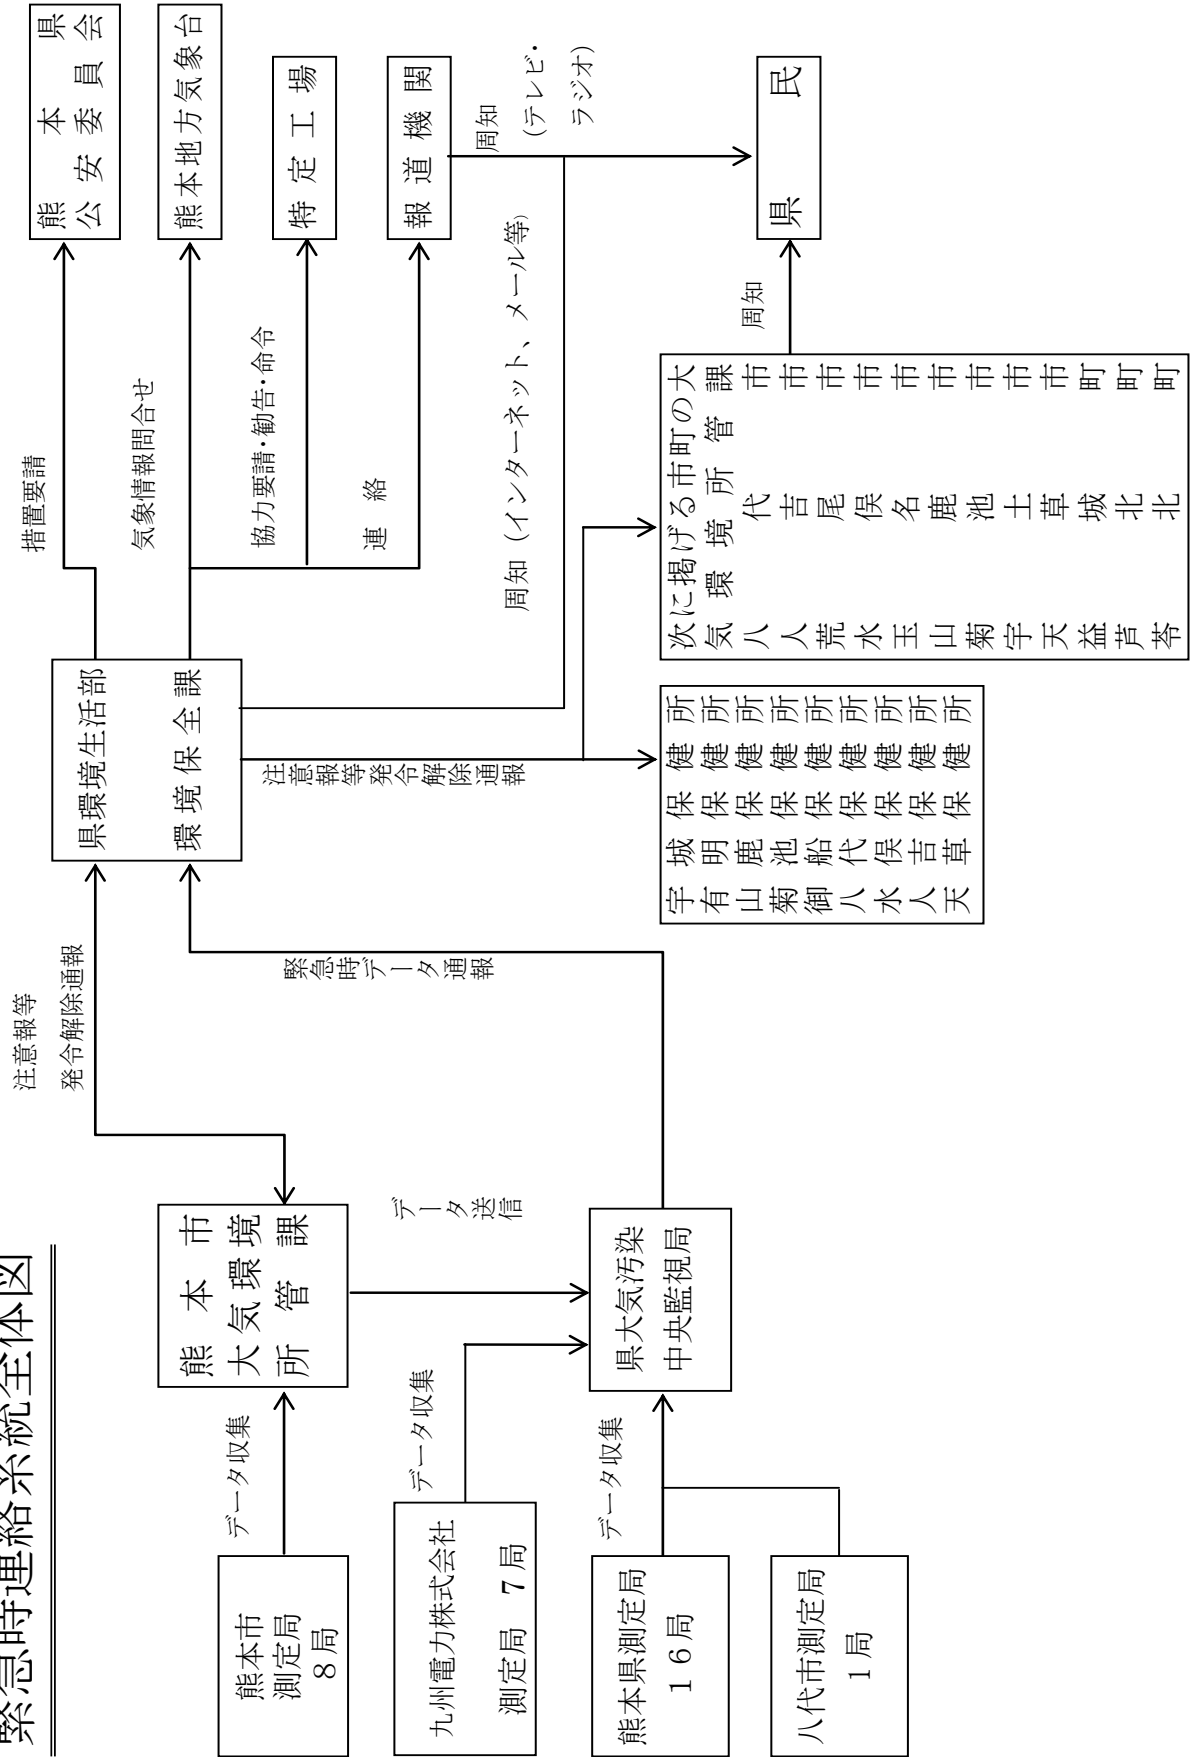 緊急時連絡系統全体図
熊本市
測定局
8局
九州電力株式会社
測定局 7局
熊本県測定局
16局
八代市測定局
1局
データ収集
データ収集
データ収集
熊本市
大気環境
所管課
データ送信
県大気汚染
中央監視局
注意報等
発令解除通報
緊急時データ通報
県環境生活部
環境保全課
注意報等発令解除通報
宇城保健所
有明保健所
山鹿保健所
菊池保健所
御船保健所
八代保健所
水俣保健所
人吉保健所
天草保健所
措置要請
気象情報問合せ
協力要請・勧告・命令
連絡
周知（インターネット、メール等）
次に掲げる市町の大
気環境所管課
八代市
人吉市
荒尾市
水俣市
玉名市
山鹿市
菊池市
宇土市
天草市
益城町
芦北町
苓北町
熊本県
公安委員会
熊本地方気象台
特定工場
報道機関
周知
（テレビ・
ラジオ）
周知
県民